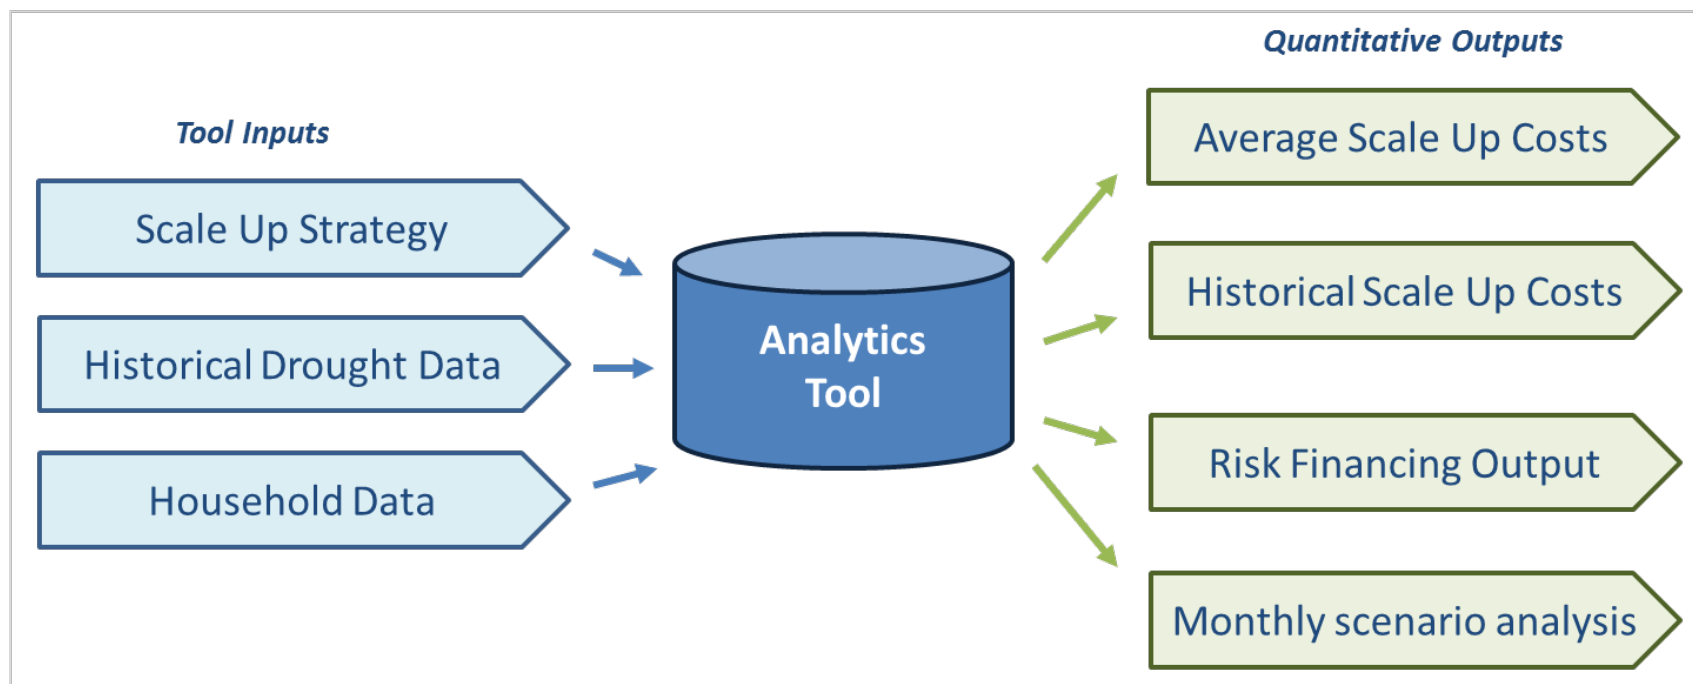 Tool Inputs
Scale Up Strategy
Historical Drought Data
Household Data
Analytics
Tool
Quantitative Outputs
Average Scale Up Costs
Historical Scale Up Costs
Risk Financing Output
Monthly scenario analysis